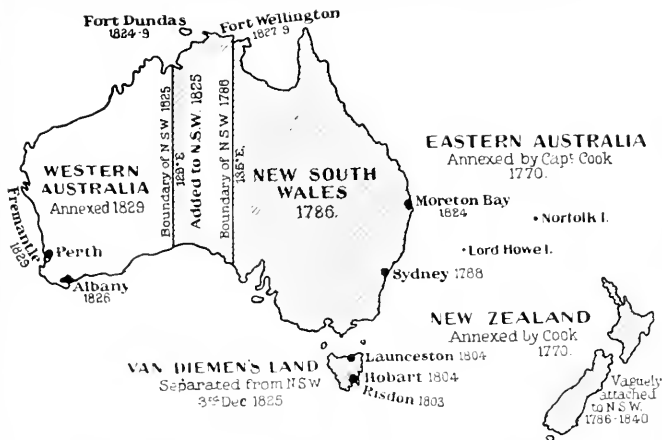 Fort Dundas
1824-9
Fort Wellington
1827-9
Boundary of N S W 1825
129° E.
Added to N.S.W. 1825
Boundary of N S W 1786
135° E.
WESTERN
AUSTRALIA
Annexed 1829
NEW SOUTH
WALES
1786.
EASTERN AUSTRALIA
Annexed by Capt Cook
1770.
Moreton Bay
1824
Norfolk I.
Lord Howe I.
Fremantle
1829
Perth
Albany
1826
Sydney 1788
NEW ZEALAND
Annexed by Cook
1770.
Vaguely
attached
to N.S.W.
1786-1840
VAN DIEMEN'S LAND
Separated from NSW
3rd Dec 1825
Launceston 1804
Hobart 1804
Risdon 1803